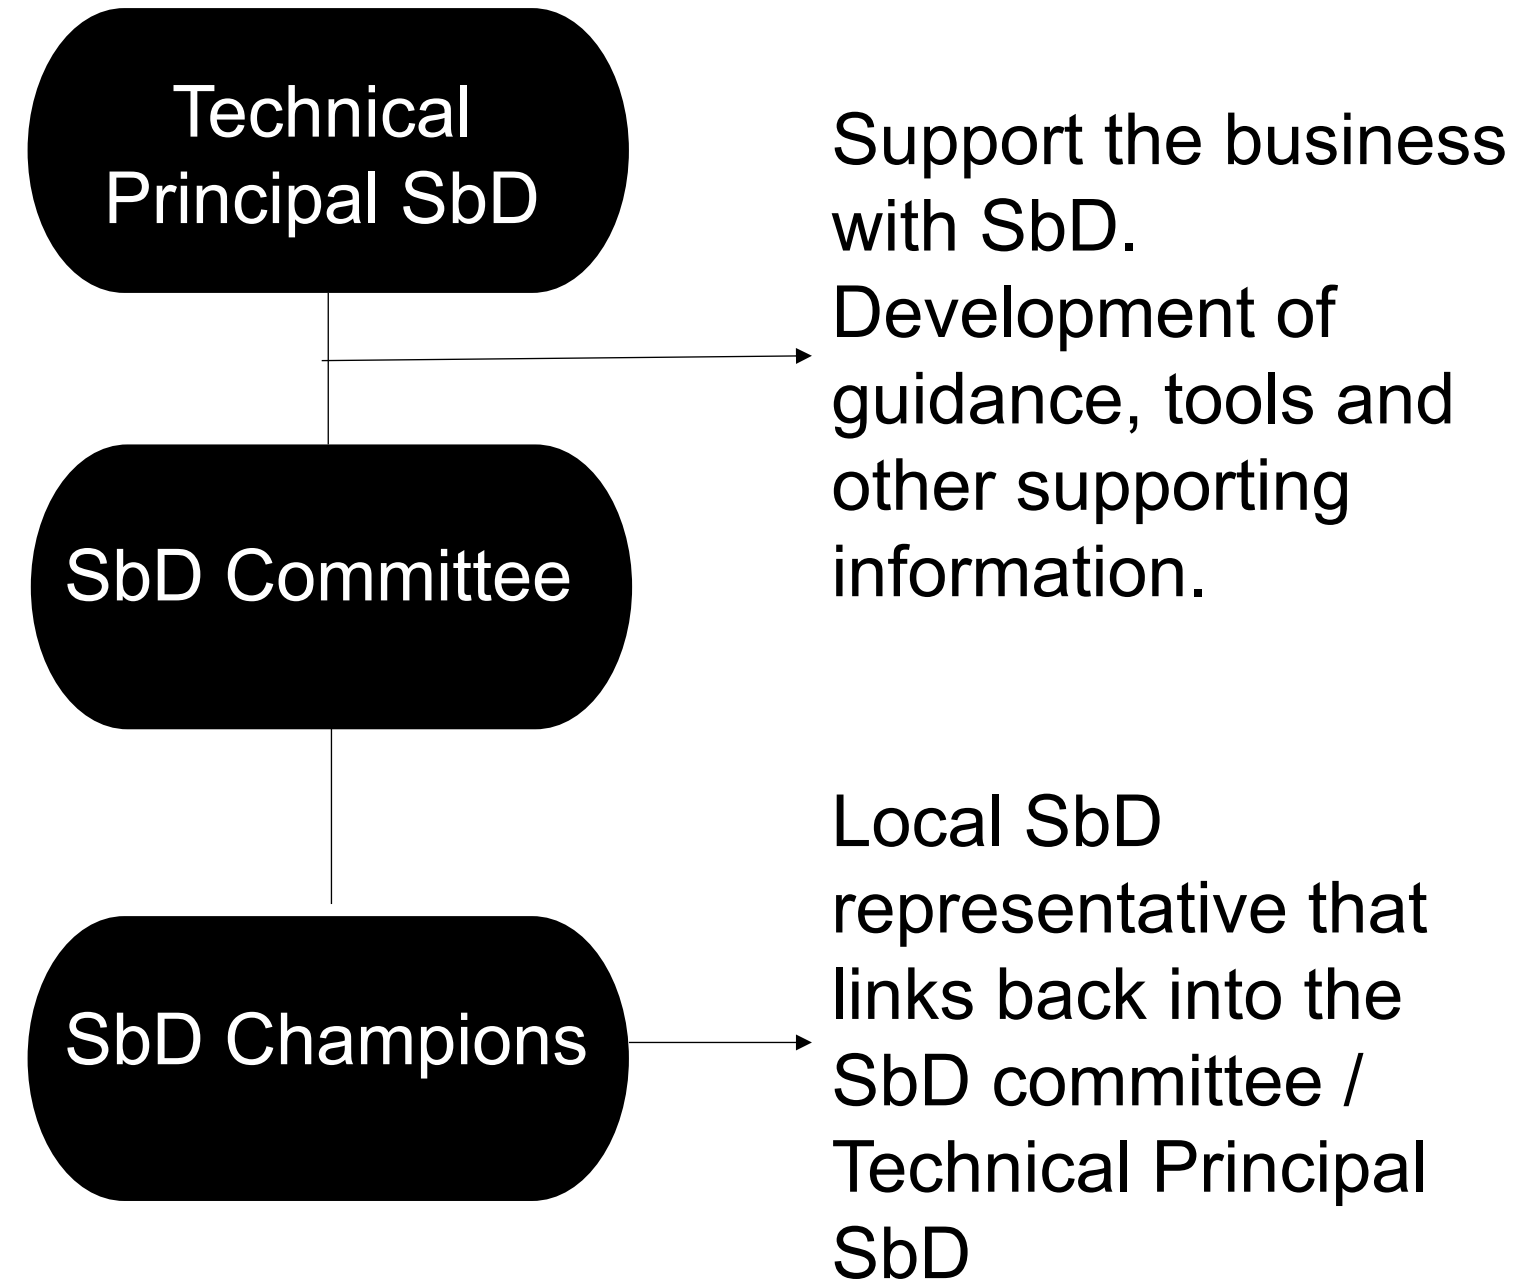 Technical
Principal SbD
Support the business
with SbD.
Development of
guidance, tools and
other supporting
information.
SbD Committee
SbD Champions
Local SbD
representative that
links back into the
SbD committee /
Technical Principal
SbD